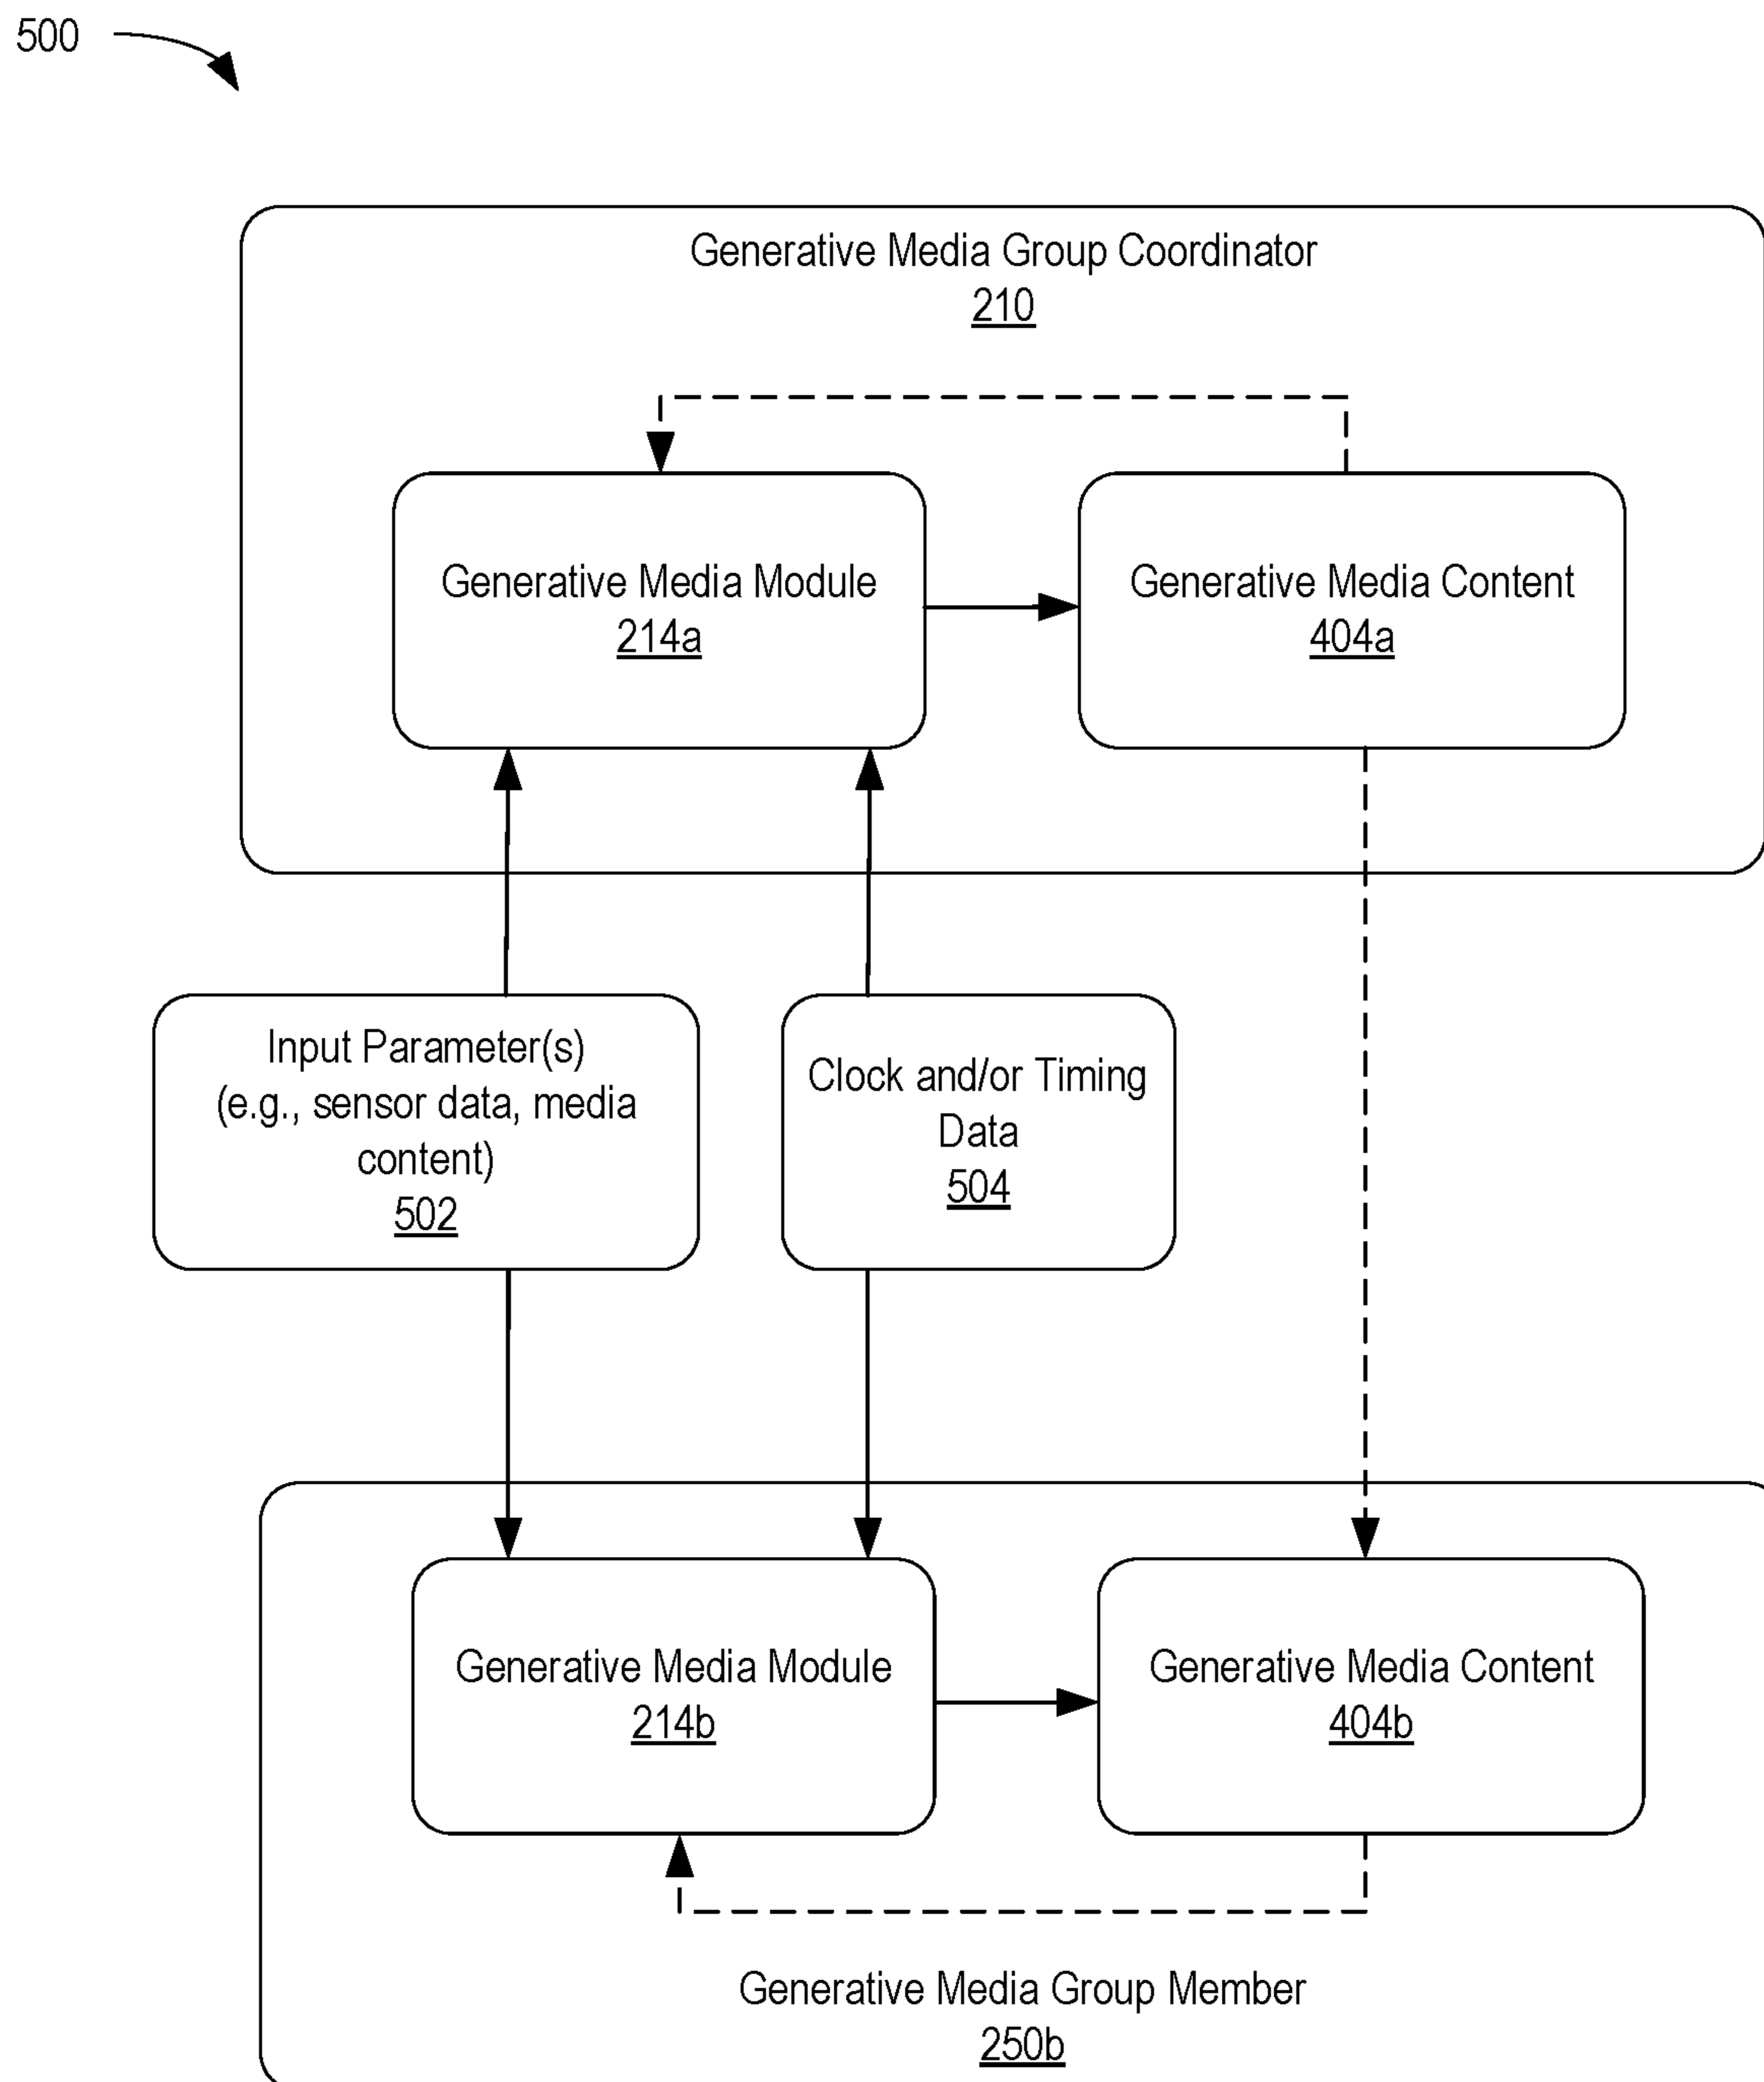 500
Generative Media Group Coordinator
210
Generative Media Module
214a
Generative Media Content
404a
Input Parameter(s)
(e.g., sensor data, media
content)
502
Clock and/or Timing
Data
504
Generative Media Module
214b
Generative Media Content
404b
Generative Media Group Member
250b